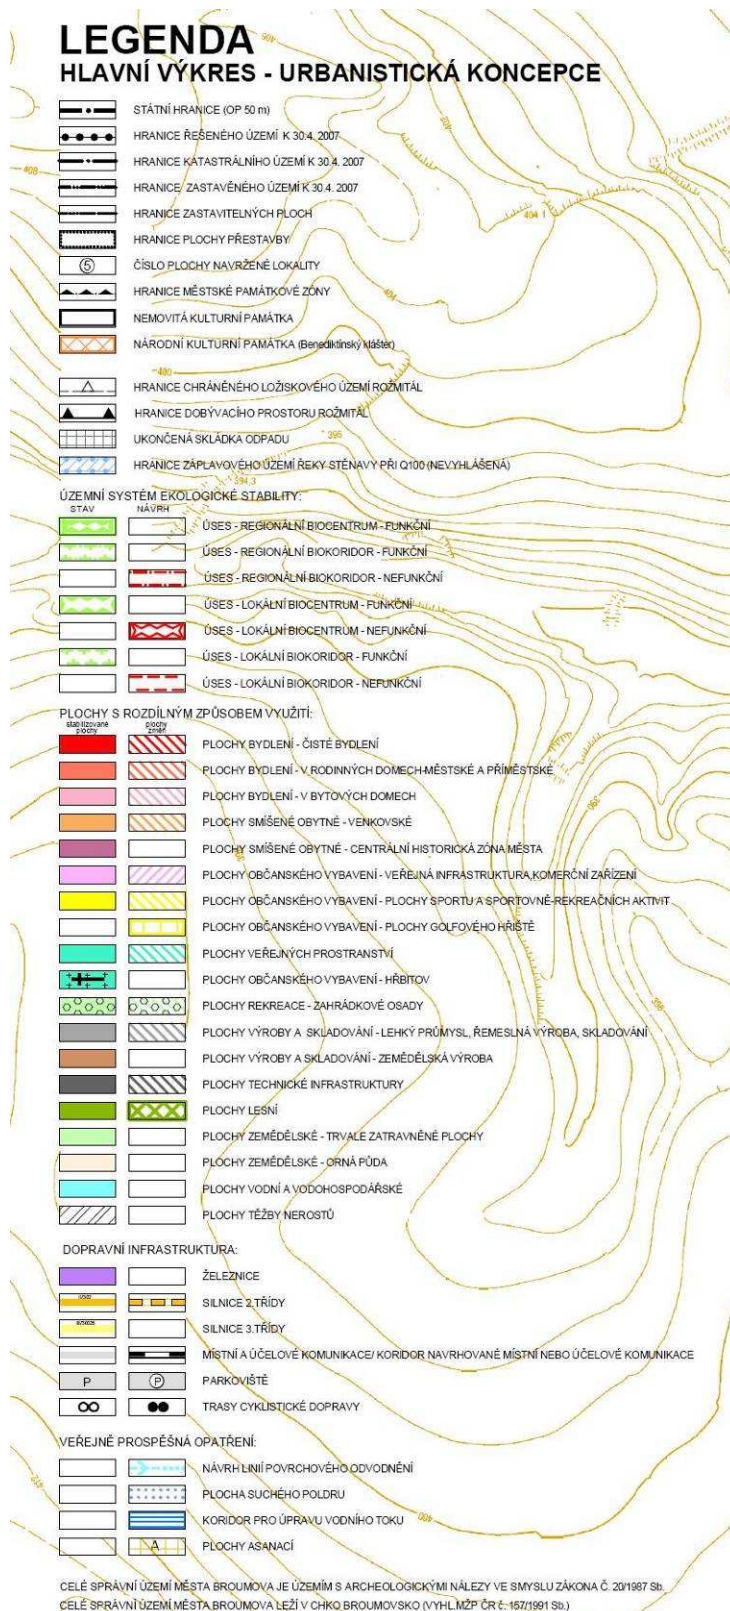 LEGENDA
HLAVNÍ VÝKRES - URBANISTICKÁ KONCEPCE
STÁTNÍ HRANICE (OP 50 m)
HRANICE ŘEŠENÉHO ÚZEMÍ K 30.4. 2007
HRANICE KATASTRÁLNÍHO ÚZEMÍ K 30.4. 2007
HRANICE ZASTAVĚNÉHO ÚZEMÍ K 30.4. 2007
HRANICE ZASTAVITELNÝCH PLOCH
HRANICE PLOCHY PŘESTAVBY
5 ČÍSLO PLOCHY NAVRŽENÉ LOKALITY
HRANICE MĚSTSKÉ PAMÁTKOVÉ ZÓNY
NEMOVITÁ KULTURNÍ PAMÁTKA
NÁRODNÍ KULTURNÍ PAMÁTKA (Benediktínský klášter)
HRANICE CHRÁNĚNÉHO LOŽISKOVÉHO ÚZEMÍ ROŽMITÁL
HRANICE DOBÝVACÍHO PROSTORU ROŽMITÁL
UKONČENÁ SKLÁDKA ODPADU
HRANICE ZÁPLAVOVÉHO ÚZEMÍ ŘEKY STĚNAVY PŘI Q100 (NEVYHLÁŠENÁ)
ÚZEMNÍ SYSTÉM EKOLOGICKÉ STABILITY:
STAV NÁVRH
ÚSES - REGIONÁLNÍ BIOCENTRUM - FUNKČNÍ
ÚSES - REGIONÁLNÍ BIOKORIDOR - FUNKČNÍ
ÚSES - REGIONÁLNÍ BIOKORIDOR - NEFUNKČNÍ
ÚSES - LOKÁLNÍ BIOCENTRUM - FUNKČNÍ
ÚSES - LOKÁLNÍ BIOCENTRUM - NEFUNKČNÍ
ÚSES - LOKÁLNÍ BIOKORIDOR - FUNKČNÍ
ÚSES - LOKÁLNÍ BIOKORIDOR - NEFUNKČNÍ
PLOCHY S ROZDÍLNÝM ZPŮSOBEM VYUŽITÍ:
stabilizované plochy plochy změn
PLOCHY BYDLENÍ - ČISTÉ BYDLENÍ
PLOCHY BYDLENÍ - V RODINNÝCH DOMECH-MĚSTSKÉ A PŘÍMĚSTSKÉ
PLOCHY BYDLENÍ - V BYTOVÝCH DOMECH
PLOCHY SMÍŠENÉ OBYTNÉ - VENKOVSKÉ
PLOCHY SMÍŠENÉ OBYTNÉ - CENTRÁLNÍ HISTORICKÁ ZÓNA MĚSTA
PLOCHY OBČANSKÉHO VYBAVENÍ - VEŘEJNÁ INFRASTRUKTURA,KOMERČNÍ ZAŘÍZENÍ
PLOCHY OBČANSKÉHO VYBAVENÍ - PLOCHY SPORTU A SPORTOVNĚ-REKREAČNÍCH AKTIVIT
PLOCHY OBČANSKÉHO VYBAVENÍ - PLOCHY GOLFOVÉHO HŘIŠTĚ
PLOCHY VEŘEJNÝCH PROSTRANSTVÍ
PLOCHY OBČANSKÉHO VYBAVENÍ - HŘBITOV
PLOCHY REKREACE - ZAHRÁDKOVÉ OSADY
PLOCHY VÝROBY A SKLADOVÁNÍ - LEHKÝ PRŮMYSL, ŘEMESLNÁ VÝROBA, SKLADOVÁNÍ
PLOCHY VÝROBY A SKLADOVÁNÍ - ZEMĚDĚLSKÁ VÝROBA
PLOCHY TECHNICKÉ INFRASTRUKTURY
PLOCHY LESNÍ
PLOCHY ZEMĚDĚLSKÉ - TRVALE ZATRAVNĚNÉ PLOCHY
PLOCHY ZEMĚDĚLSKÉ - ORNÁ PŮDA
PLOCHY VODNÍ A VODOHOSPODÁŘSKÉ
PLOCHY TĚŽBY NEROSTŮ
DOPRAVNÍ INFRASTRUKTURA:
ŽELEZNICE
SILNICE 2.TŘÍDY
SILNICE 3.TŘÍDY
MÍSTNÍ A ÚČELOVÉ KOMUNIKACE/ KORIDOR NAVRHOVANÉ MÍSTNÍ NEBO ÚČELOVÉ KOMUNIKACE
P P PARKOVIŠTĚ
TRASY CYKLISTICKÉ DOPRAVY
VEŘEJNĚ PROSPĚŠNÁ OPATŘENÍ:
NÁVRH LINIÍ POVRCHOVÉHO ODVODNĚNÍ
PLOCHA SUCHÉHO POLDRU
KORIDOR PRO ÚPRAVU VODNÍHO TOKU
A PLOCHY ASANACÍ
CELÉ SPRÁVNÍ ÚZEMÍ MĚSTA BROUMOVA JE ÚZEMÍM S ARCHEOLOGICKÝMI NÁLEZY VE SMYSLU ZÁKONA Č. 20/1987 Sb.
CELÉ SPRÁVNÍ ÚZEMÍ MĚSTA BROUMOVA LEŽÍ V CHKO BROUMOVSKO (VYHL.MŽP ČR č. 157/1991 Sb.)